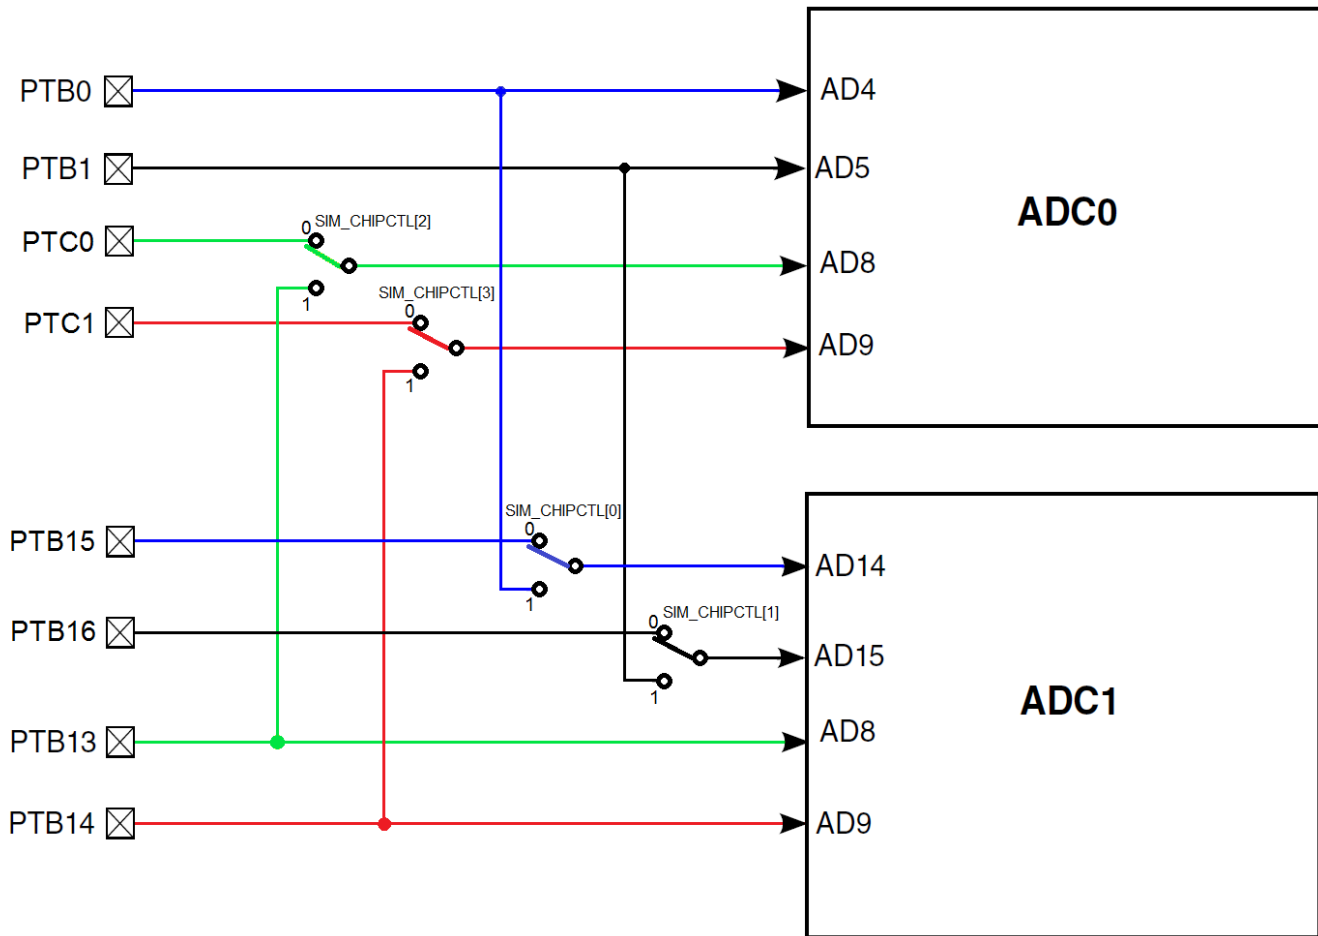 PTB0
AD4
PTB1
AD5
ADC0
SIM_CHIPCTL[2]
0
PTC0
AD8
1
SIM_CHIPCTL[3]
0
PTC1
AD9
1
SIM_CHIPCTL[0]
0
PTB15
AD14
1
SIM_CHIPCTL[1]
0
PTB16
AD15
1
ADC1
PTB13
AD8
PTB14
AD9